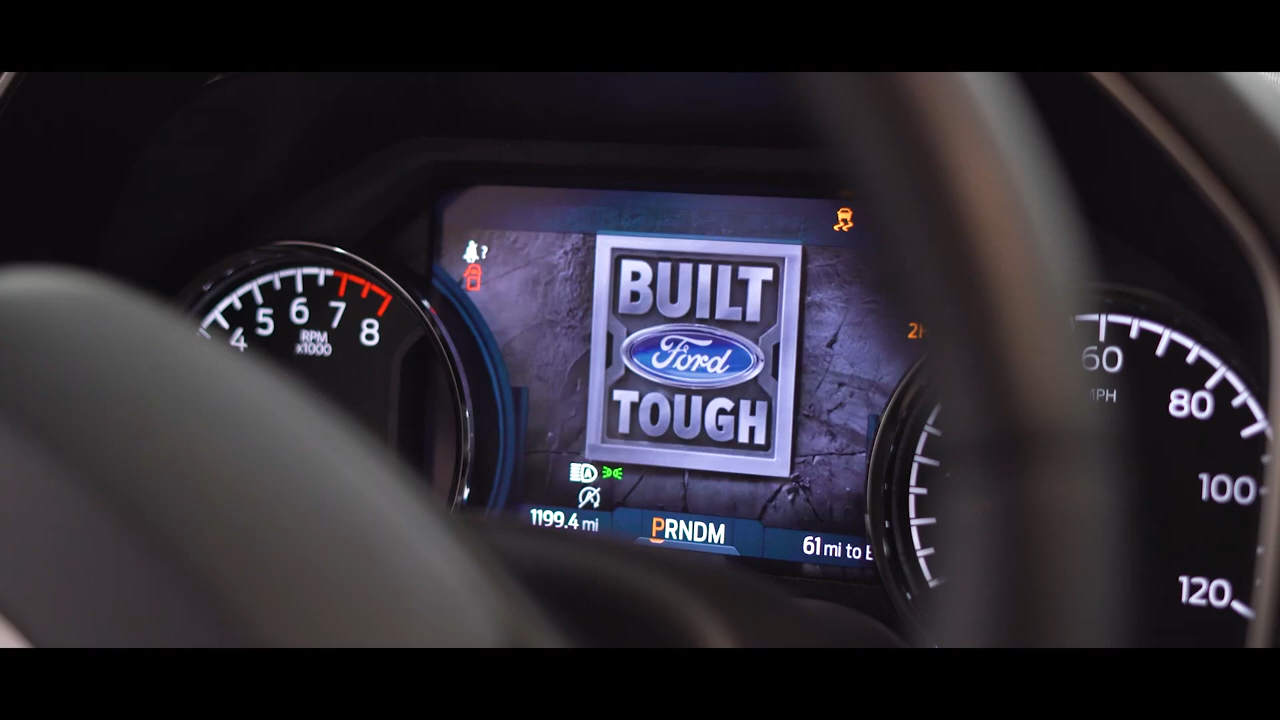 4 5 6 7 8
RPM
x1000
?
BUILT
Ford
TOUGH
A
1199.4 mi
PRNDM
61 mi to
60
80
100
120